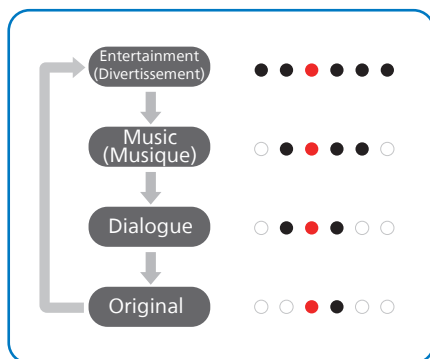 Entertainment
(Divertissement)
Music
(Musique)
Dialogue
Original